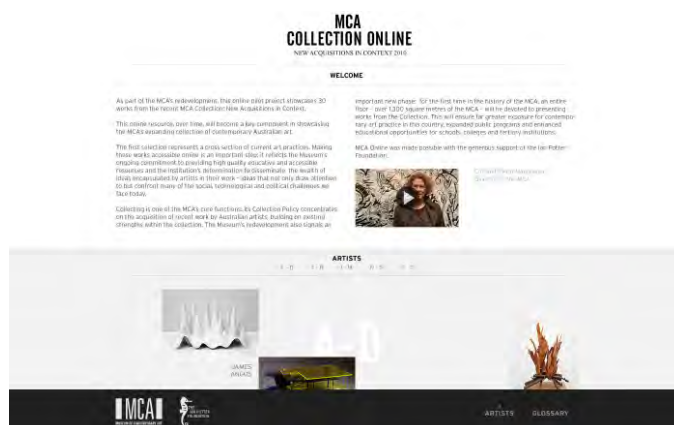 MCA
COLLECTION ONLINE
NEW ACQUISITIONS IN CONTEXT 2010
WELCOME
As part of the MCA's redevelopment, this online pilot project showcases 30
works from the recent MCA Collection: New Acquisitions in Context.
This online resource, over time, will become a key component in showcasing
the MCA's expanding collection of contemporary Australian art.
The first selection represents a cross section of current art practices. Making
these works accessible online is an important step; it reflects the Museum's
ongoing commitment to providing high quality educative and accessible
resources and the institution's determination to disseminate the wealth of
ideas encapsulated by artists in their work - ideas that not only draw attention
to but confront many of the social, technological and political challenges we
face today.
Collecting is one of the MCA's core functions. Its Collection Policy concentrates
on the acquisition of recent work by Australian artists, building on existing
strengths within the collection. The Museum's redevelopment also signals an
important new phase: for the first time in the history of the MCA, an entire
floor - over 1,200 square metres of the MCA - will be devoted to presenting
works from the Collection. This will ensure far greater exposure for contempor-
ary art practice in this country, expanded public programs and enhanced
educational opportunities for schools, colleges and tertiary institutions.
MCA Online was made possible with the generous support of the Ian Potter
Foundation.
ARTISTS
A-D
JAMES
ANGUS
MCA
ARTISTS
GLOSSARY